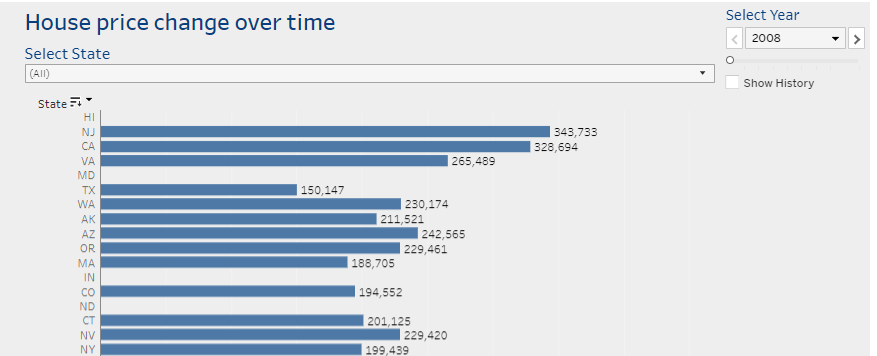 House price change over time
Select Year
2008
Select State
(All)
Show History
State
HI
NJ 343,733
CA 328,694
VA 265,489
MD
TX 150,147
WA 230,174
AK 211,521
AZ 242,565
OR 229,461
MA 188,705
IN
CO 194,552
ND
CT 201,125
NV 229,420
NY 199,439